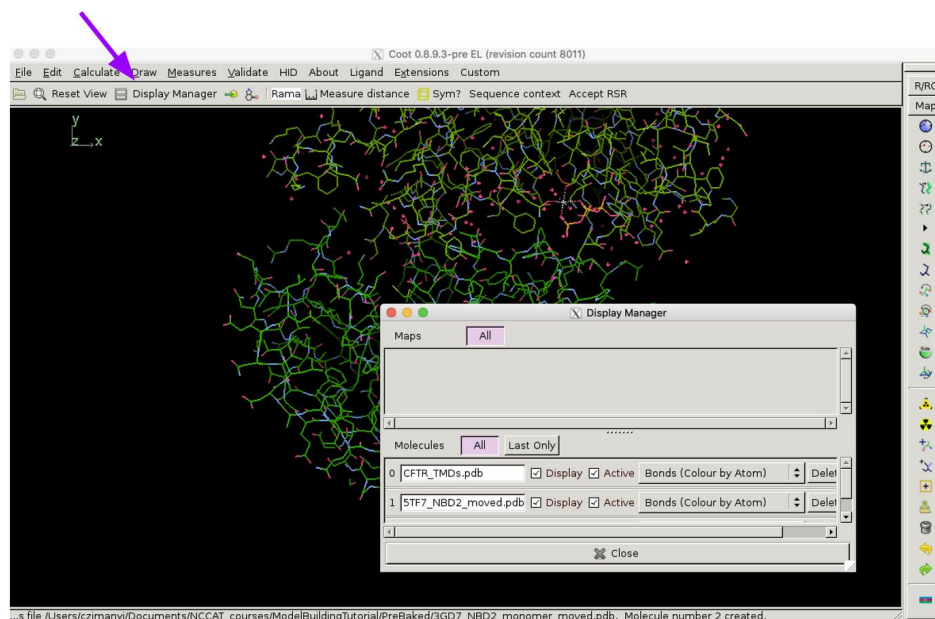 Coot 0.8.9.3-pre EL (revision count 8011)
File Edit Calculate Draw Measures Validate HID About Ligand Extensions Custom
Reset View Display Manager Rama Measure distance Sym? Sequence context Accept RSR
R/RC
Map
y
z x
Display Manager
Maps All
Molecules All Last Only
0 CFTR_TMDs.pdb Display Active Bonds (Colour by Atom) Delet
1 5TF7_NBD2_moved.pdb Display Active Bonds (Colour by Atom) Delet
Close
...s file /Users/czimanyi/Documents/NCCAT_courses/ModelBuildingTutorial/PreBaked/3GD7_NBD2_monomer_moved.pdb. Molecule number 2 created.